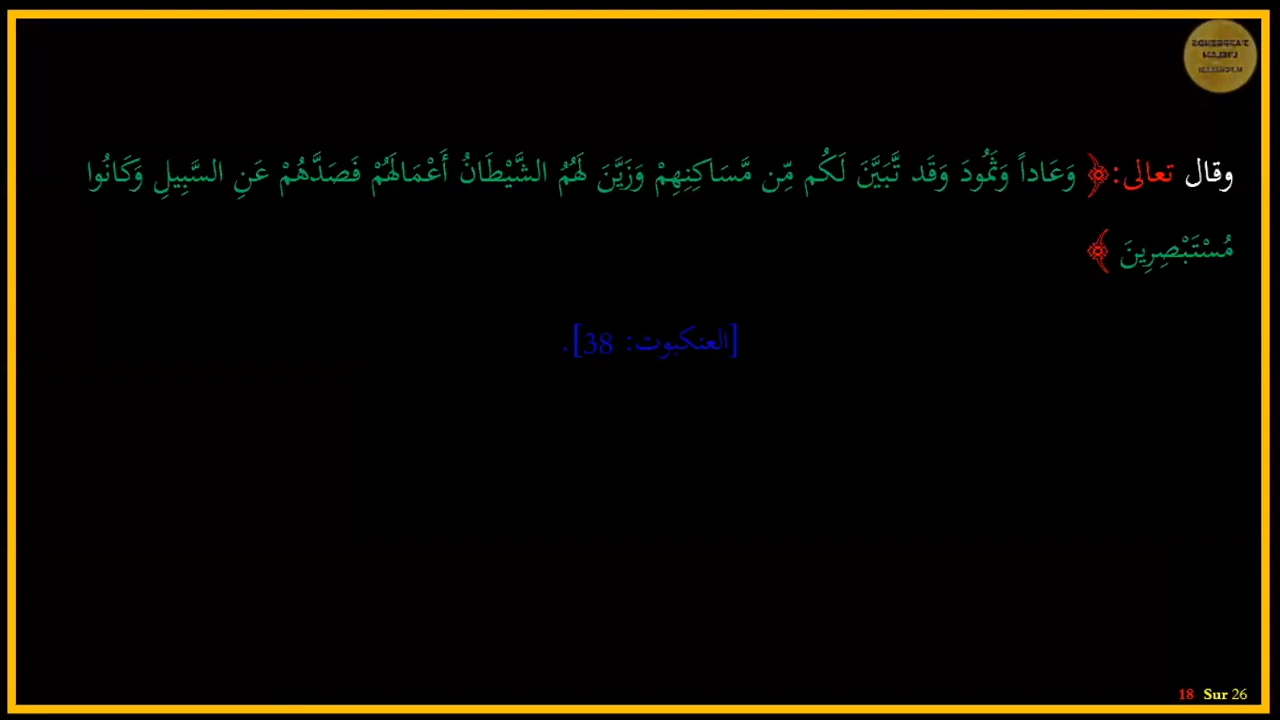 وقال تعالى:﴿ وَعَاداً وَثَمُودَ وَقَد تَّبَيَّنَ لَكُم مِّن مَّسَاكِنِهِمْ وَزَيَّنَ لَهُمُ الشَّيْطَانُ أَعْمَالَهُمْ فَصَدَّهُمْ عَنِ السَّبِيلِ وَكَانُوا
مُسْتَبْصِرِينَ ﴾
[العنكبوت: 38].
18 Sur 26